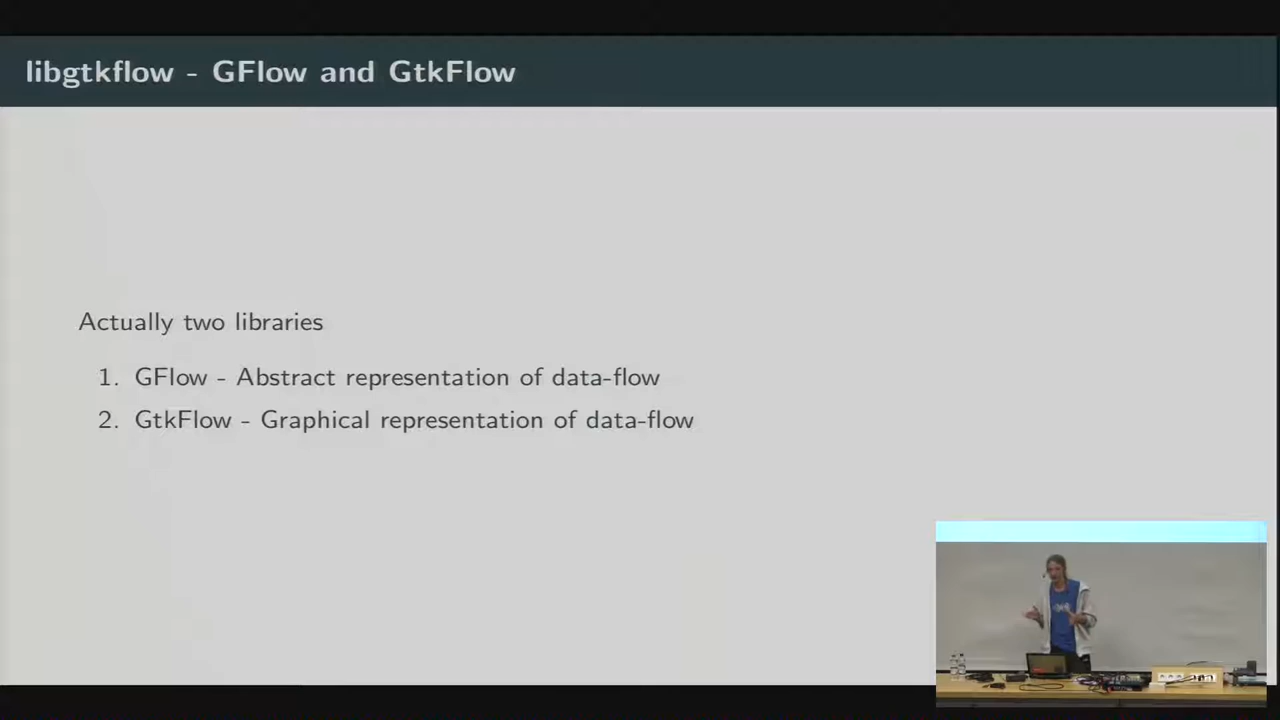 libgtkflow - GFlow and GtkFlow
Actually two libraries
1. GFlow - Abstract representation of data-flow
2. GtkFlow - Graphical representation of data-flow